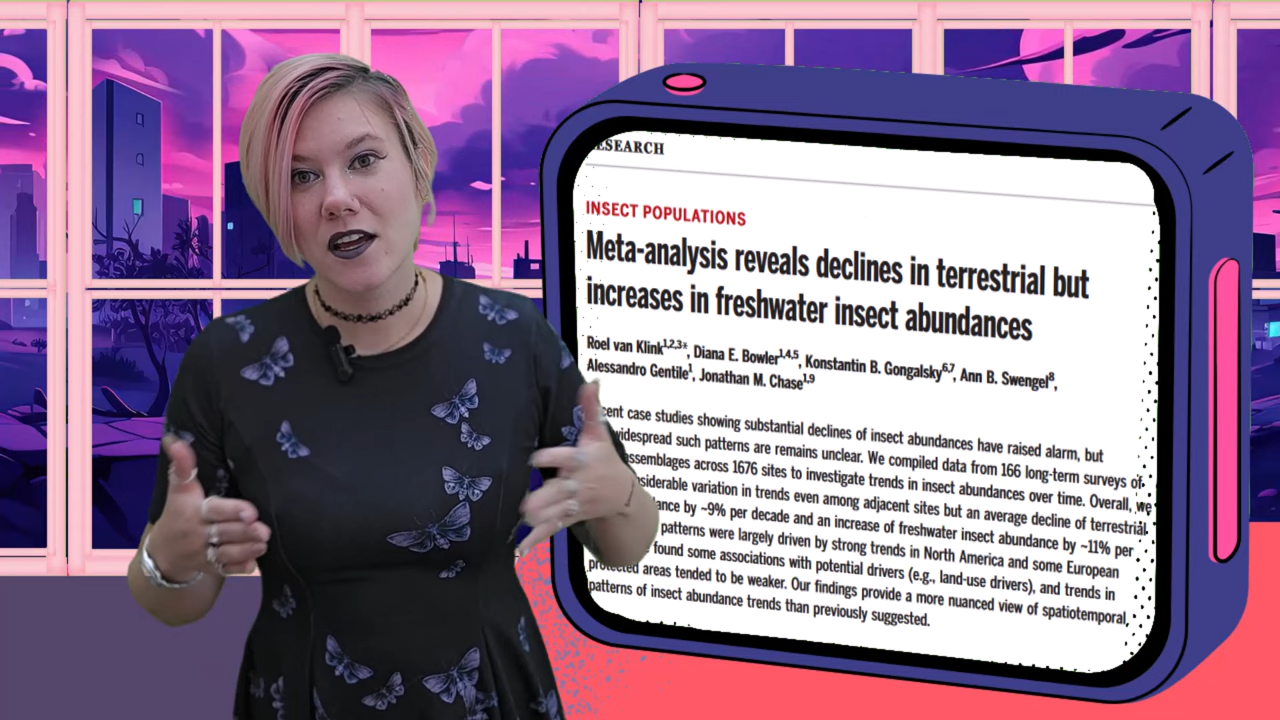 ESEARCH
INSECT POPULATIONS
Meta-analysis reveals declines in terrestrial but
increases in freshwater insect abundances
Roel van Klink1,2,3*, Diana E. Bowler1,4,5, Konstantin B. Gongalsky6,7, Ann B. Swengel8,
Alessandro Gentile1, Jonathan M. Chase1,9
cent case studies showing substantial declines of insect abundances have raised alarm, but
widespread such patterns are remains unclear. We compiled data from 166 long-term surveys of
assemblages across 1676 sites to investigate trends in insect abundances over time. Overall, we
nsiderable variation in trends even among adjacent sites but an average decline of terrestrial
ance by ~9% per decade and an increase of freshwater insect abundance by ~11% per
patterns were largely driven by strong trends in North America and some European
found some associations with potential drivers (e.g., land-use drivers), and trends in
protected areas tended to be weaker. Our findings provide a more nuanced view of spatiotemporal
patterns of insect abundance trends than previously suggested.